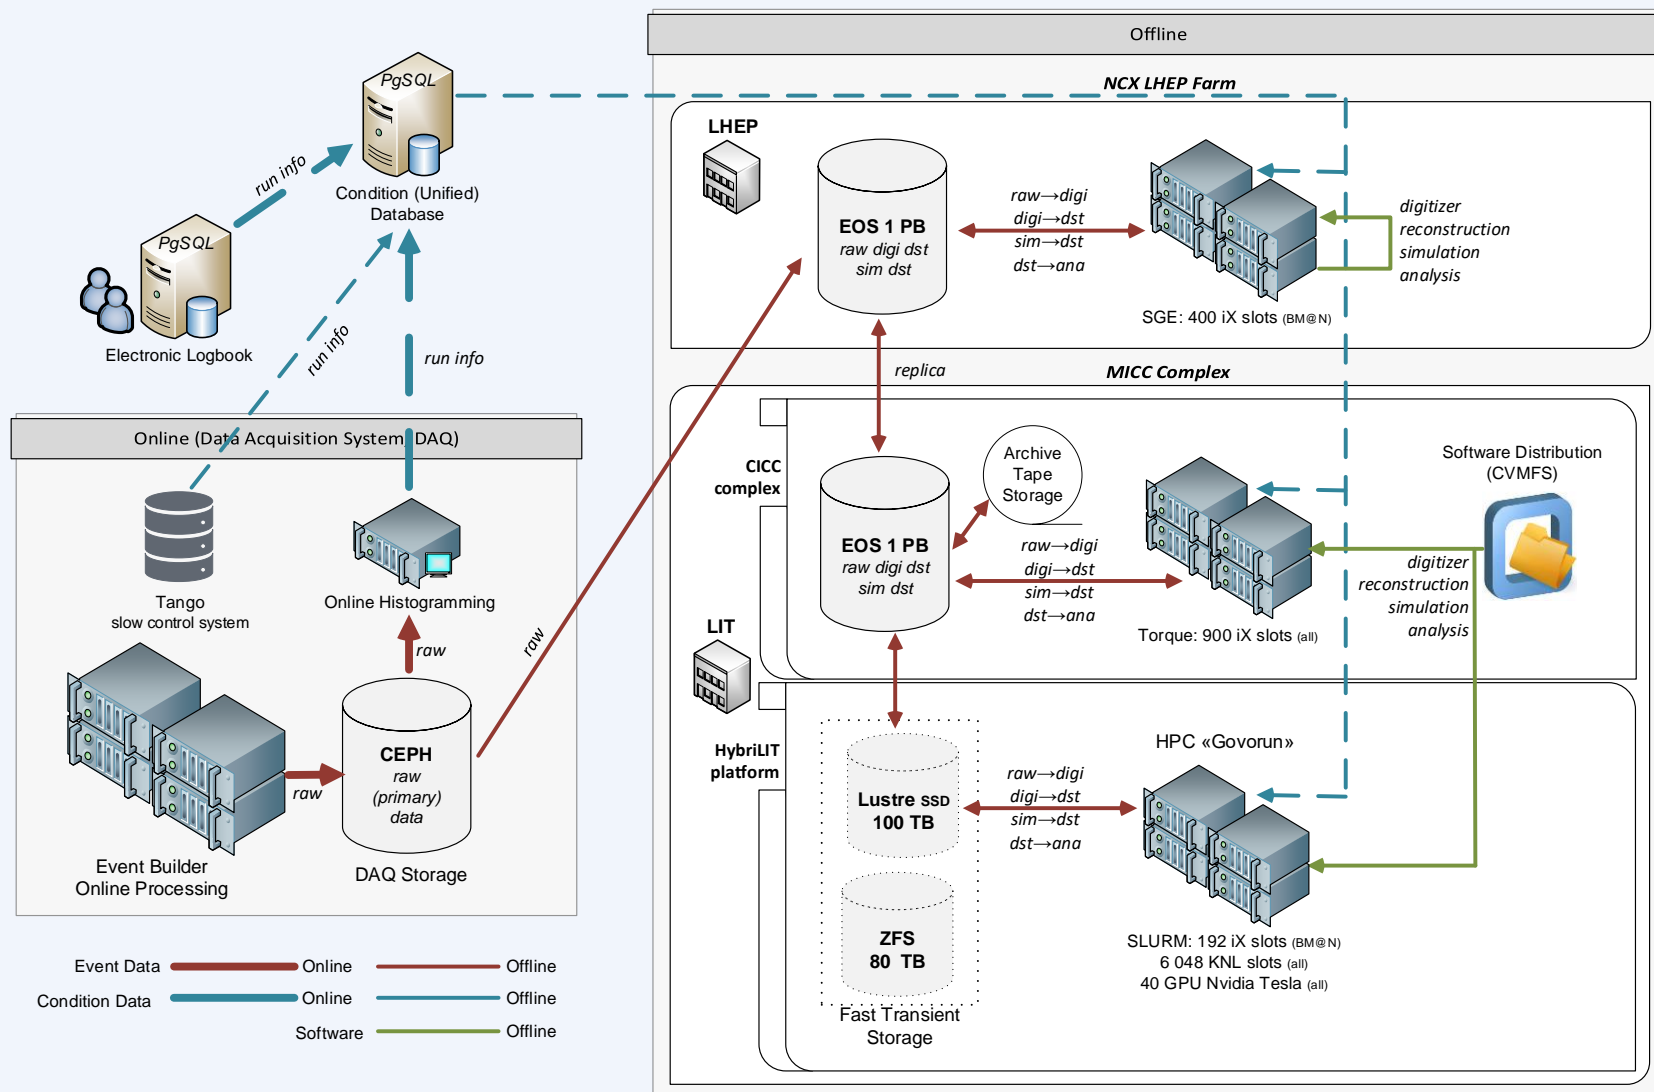 Offline
NCX LHEP Farm
PgSQL
LHEP
run info
Condition (Unified)
Database
PgSQL
Electronic Logbook
run info
run info
EOS 1 PB
raw digi dst
sim dst
raw→digi
digi→dst
sim→dst
dst→ana
digitizer
reconstruction
simulation
analysis
SGE: 400 iX slots (BM@N)
replica
MICC Complex
Online (Data Acquisition System, DAQ)
Tango
slow control system
Online Histogramming
raw
raw
CICC
complex
Archive
Tape
Storage
EOS 1 PB
raw digi dst
sim dst
raw→digi
digi→dst
sim→dst
dst→ana
Torque: 900 iX slots (all)
Software Distribution
(CVMFS)
digitizer
reconstruction
simulation
analysis
LIT
Event Builder
Online Processing
raw
CEPH
raw
(primary)
data
DAQ Storage
HybriLIT
platform
Lustre SSD
100 TB
ZFS
80 TB
Fast Transient
Storage
raw→digi
digi→dst
sim→dst
dst→ana
HPC «Govorun»
SLURM: 192 iX slots (BM@N)
6 048 KNL slots (all)
40 GPU Nvidia Tesla (all)
Event Data Online Offline
Condition Data Online Offline
Software Offline